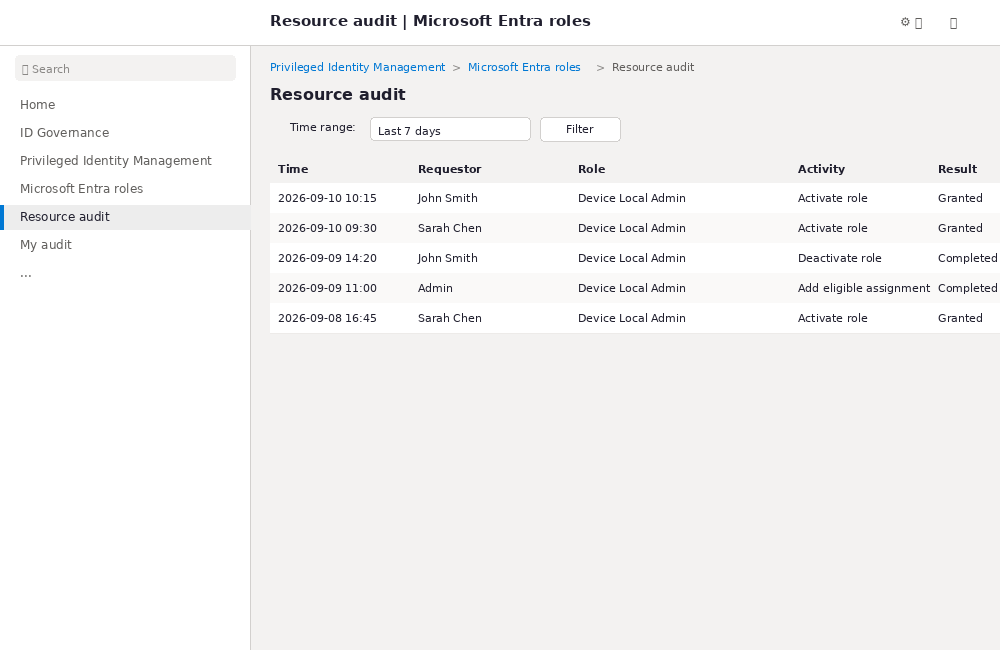 Resource audit | Microsoft Entra roles
Search
Home
ID Governance
Privileged Identity Management
Microsoft Entra roles
Resource audit
My audit
...
Privileged Identity Management > Microsoft Entra roles > Resource audit
Resource audit
Time range: Last 7 days Filter
Time Requestor Role Activity Result
2026-09-10 10:15 John Smith Device Local Admin Activate role Granted
2026-09-10 09:30 Sarah Chen Device Local Admin Activate role Granted
2026-09-09 14:20 John Smith Device Local Admin Deactivate role Completed
2026-09-09 11:00 Admin Device Local Admin Add eligible assignment Completed
2026-09-08 16:45 Sarah Chen Device Local Admin Activate role Granted